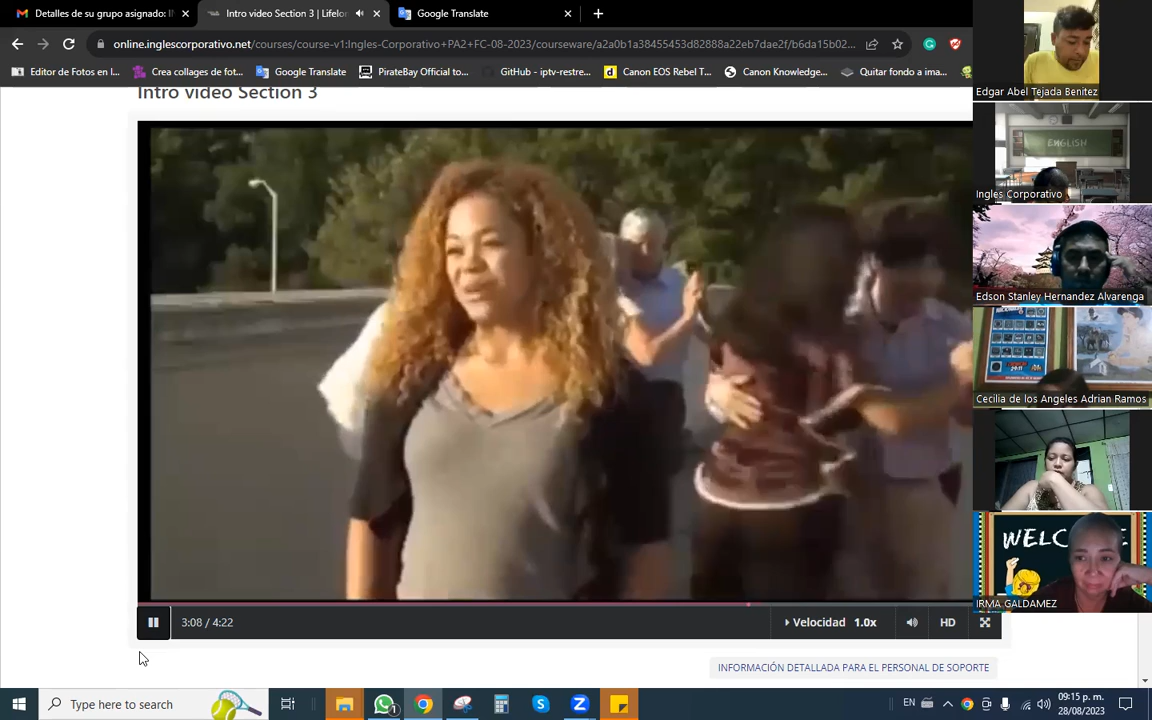 Detalles de su grupo asignado: I
Intro video Section 3 | Lifelon
Google Translate
online.inglescorporativo.net/courses/course-v1:Ingles-Corporativo+PA2+FC-08-2023/courseware/a2a0b1a38455453d82888a22eb7dae2f/b6da15b02...
Editor de Fotos en l...
Crea collages de fot...
Google Translate
PirateBay Official to...
GitHub - iptv-restre...
Canon EOS Rebel T...
Canon Knowledge...
Quitar fondo a ima...
Intro video Section 3
3:08 / 4:22
Velocidad 1.0x
HD
INFORMACIÓN DETALLADA PARA EL PERSONAL DE SOPORTE
Edgar Abel Tejada Benitez
ENGLISH
Ingles Corporativo
Edson Stanley Hernandez Alvarenga
Cecilia de los Angeles Adrian Ramos
IRMA GALDAMEZ
Type here to search
1
EN
09:15 p. m.
28/08/2023